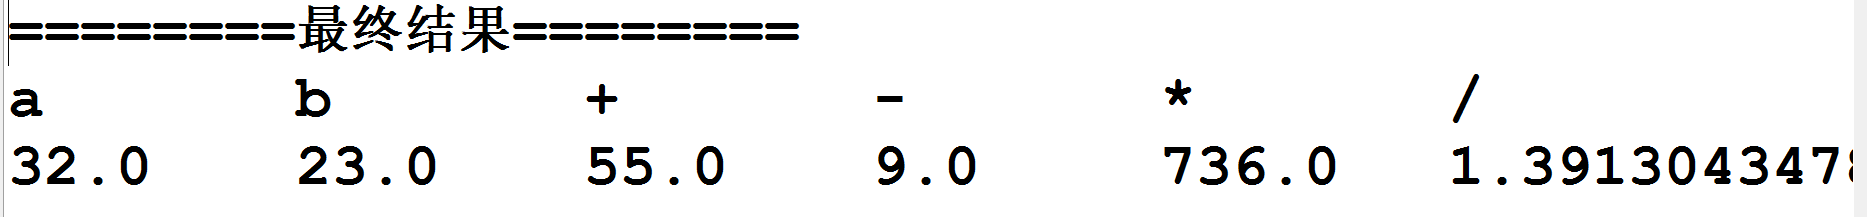 ========最终结果========
a b + - * /
32.0 23.0 55.0 9.0 736.0 1.391304347